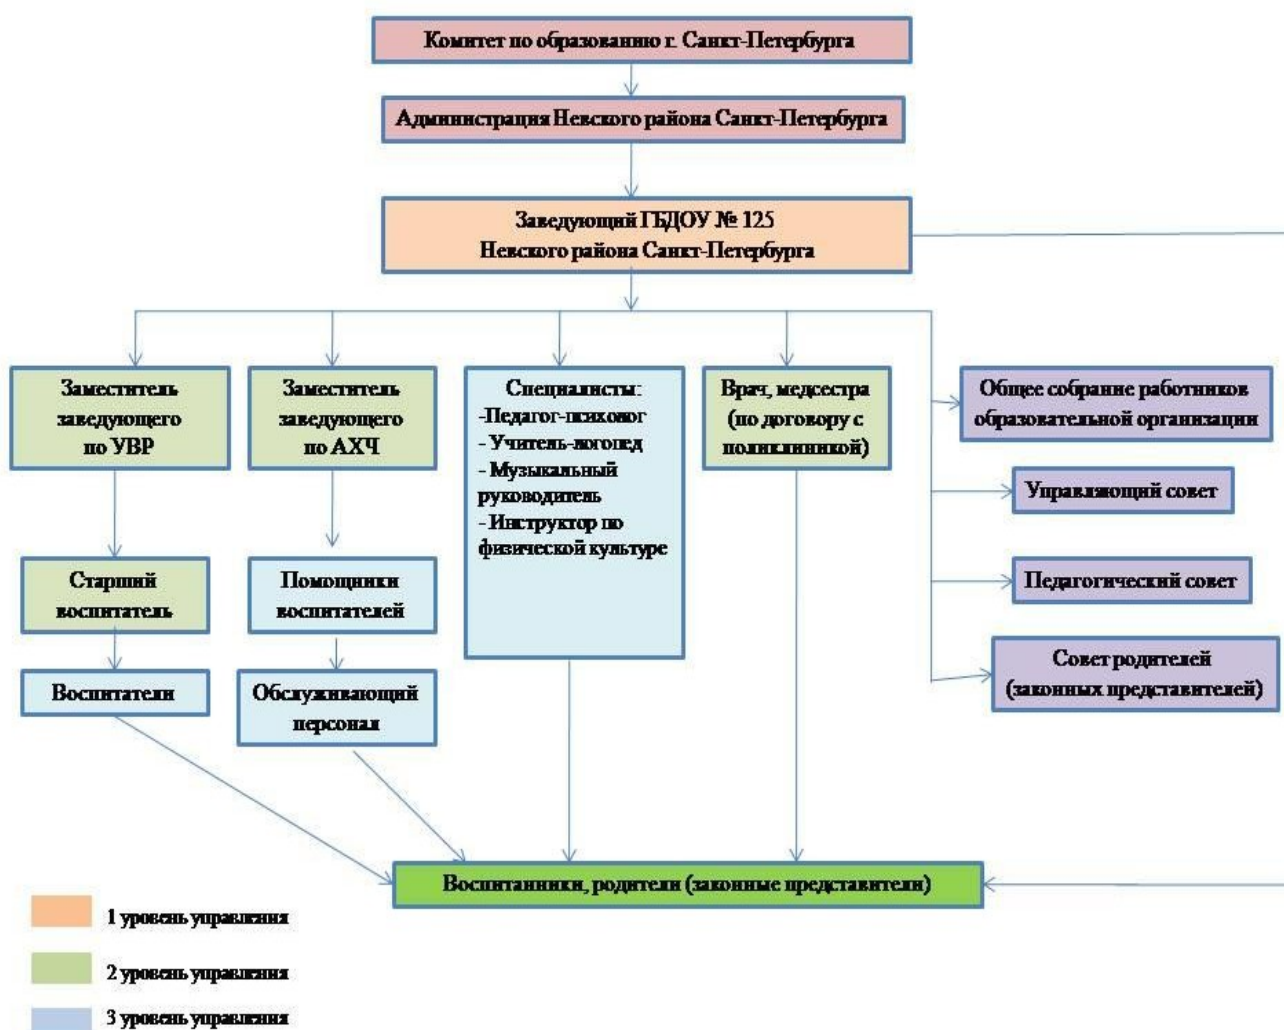 Комитет по образованию г. Санкт-Петербурга
Администрация Невского района Санкт-Петербурга
Заведующий ГБДОУ № 125
Невского района Санкт-Петербурга
Заместитель
заведующего
по УВР
Заместитель
заведующего
по АХЧ
Специалисты:
-Педагог-психолог
- Учитель-логопед
- Музыкальный
руководитель
- Инструктор по
физической культуре
Врач, медсестра
(по договору с
поликлиникой)
Общее собрание работников
образовательной организации
Управляющий совет
Педагогический совет
Совет родителей
(законных представителей)
Старший
воспитатель
Помощники
воспитателей
Воспитатели
Обслуживающий
персонал
Воспитанники, родители (законные представители)
1 уровень управления
2 уровень управления
3 уровень управления